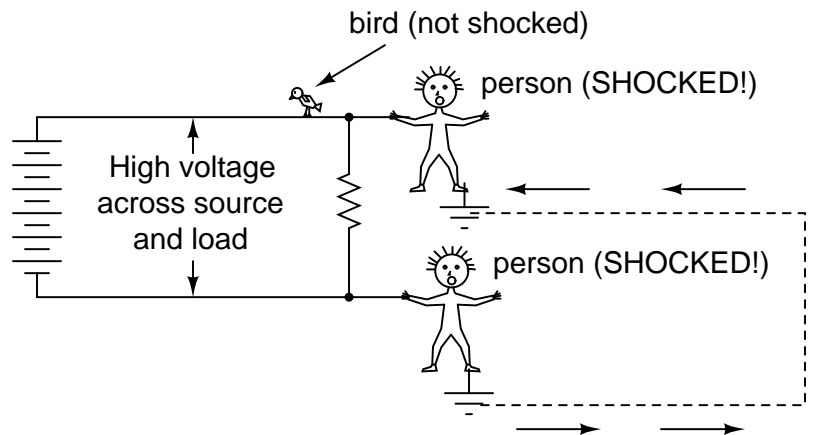 bird (not shocked)
person (SHOCKED!)
High voltage
across source
and load
person (SHOCKED!)